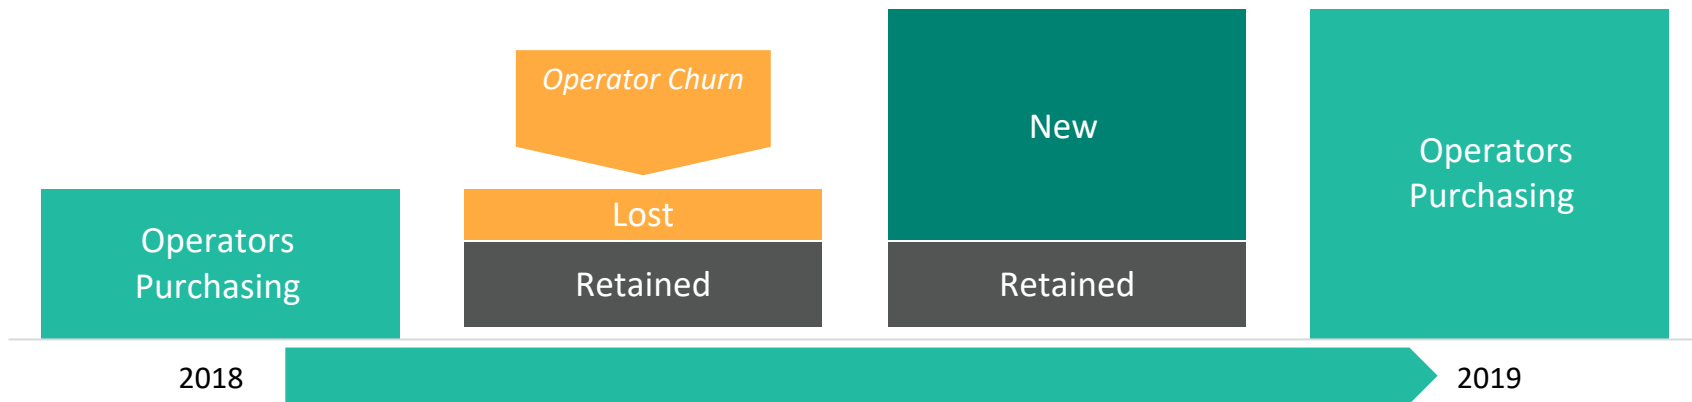 Operators
Purchasing
Operator Churn
Lost
Retained
New
Retained
Operators
Purchasing
2018
2019